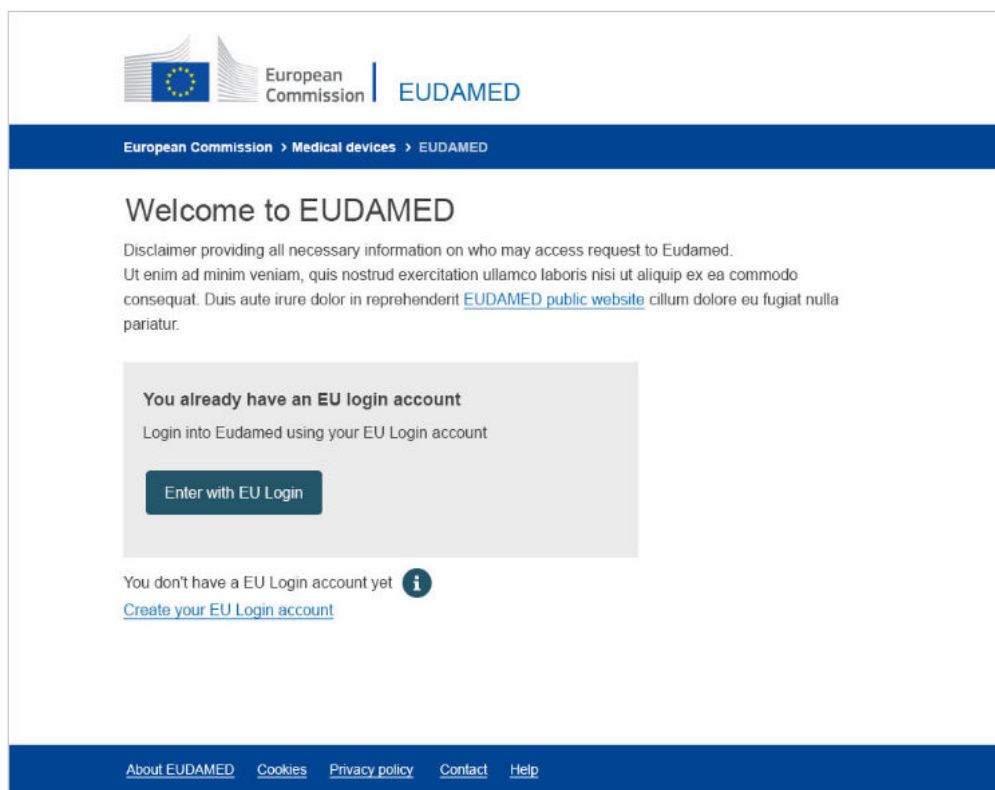 European
Commission
EUDAMED
European Commission > Medical devices > EUDAMED
Welcome to EUDAMED
Disclaimer providing all necessary information on who may access request to Eudamed.
Ut enim ad minim veniam, quis nostrud exercitation ullamco laboris nisi ut aliquip ex ea commodo
consequat. Duis aute irure dolor in reprehenderit EUDAMED public website cillum dolore eu fugiat nulla
pariatur.
You already have an EU login account
Login into Eudamed using your EU Login account
Enter with EU Login
You don't have a EU Login account yet i
Create your EU Login account
About EUDAMED Cookies Privacy policy Contact Help